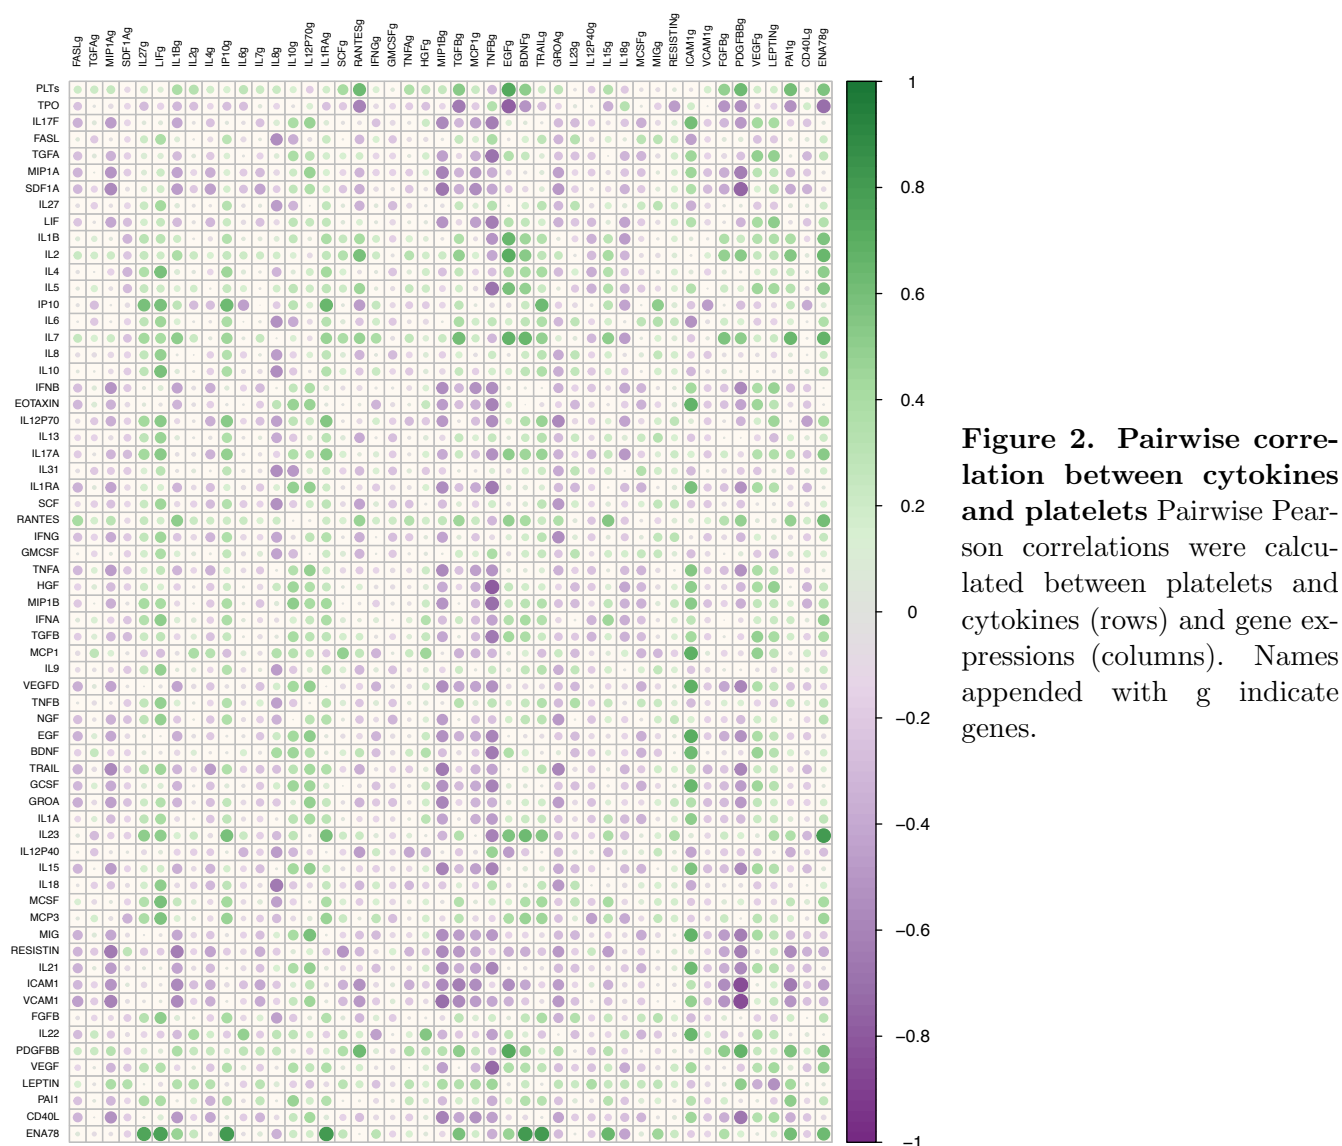 FASLg
TGFAg
MIP1Ag
SDF1Ag
IL27g
LIFg
IL1Bg
IL2g
IL4g
IP10g
IL6g
IL7g
IL8g
IL10g
IL12P70g
IL1RAg
SCFg
RANTESg
IFNGg
GMCSFg
TNFAg
HGFg
MIP1Bg
TGFBg
MCP1g
TNFBg
EGFg
BDNFg
TRAILg
GROAg
IL23g
IL12P40g
IL15g
IL18g
MCSFg
MIGg
RESISTINg
ICAM1g
VCAM1g
FGFBg
PDGFBBg
VEGFg
LEPTINg
PAI1g
CD40Lg
ENA78g
PLTs
TPO
IL17F
FASL
TGFA
MIP1A
SDF1A
IL27
LIF
IL1B
IL2
IL4
IL5
IP10
IL6
IL7
IL8
IL10
IFNB
EOTAXIN
IL12P70
IL13
IL17A
IL31
IL1RA
SCF
RANTES
IFNG
GMCSF
TNFA
HGF
MIP1B
IFNA
TGFB
MCP1
IL9
VEGFD
TNFB
NGF
EGF
BDNF
TRAIL
GCSF
GROA
IL1A
IL23
IL12P40
IL15
IL18
MCSF
MCP3
MIG
RESISTIN
IL21
ICAM1
VCAM1
FGFB
IL22
PDGFBB
VEGF
LEPTIN
PAI1
CD40L
ENA78
1
0.8
0.6
0.4
0.2
0
−0.2
−0.4
−0.6
−0.8
−1
Figure 2. Pairwise corre-
lation between cytokines
and platelets Pairwise Pear-
son correlations were calcu-
lated between platelets and
cytokines (rows) and gene ex-
pressions (columns). Names
appended with g indicate
genes.